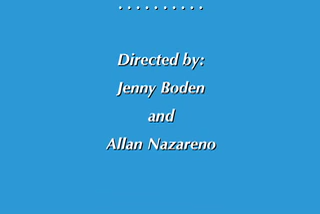 . . . . . . . . . .
Directed by:
Jenny Boden
and
Allan Nazareno